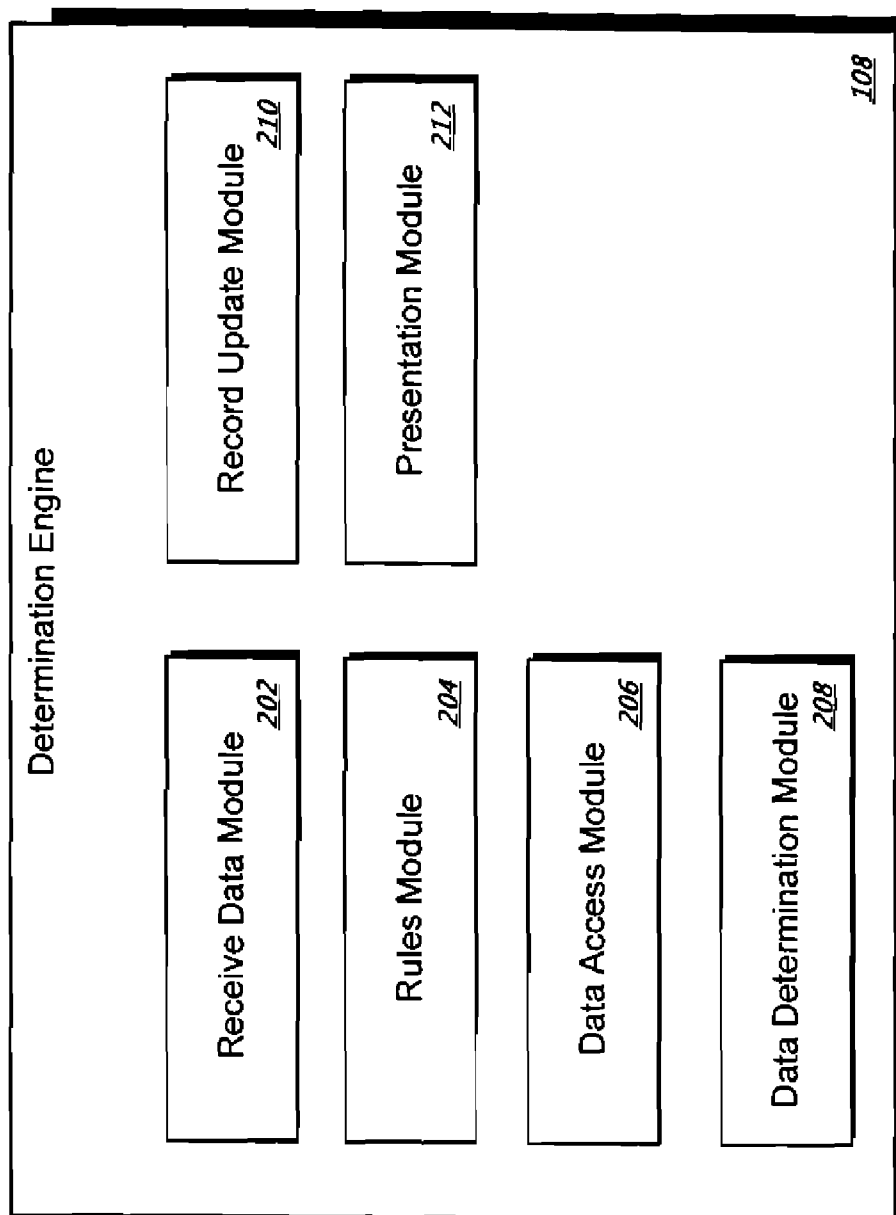 Determination Engine
Receive Data Module
202
Rules Module
204
Data Access Module
206
Data Determination Module
208
Record Update Module
210
Presentation Module
212
108